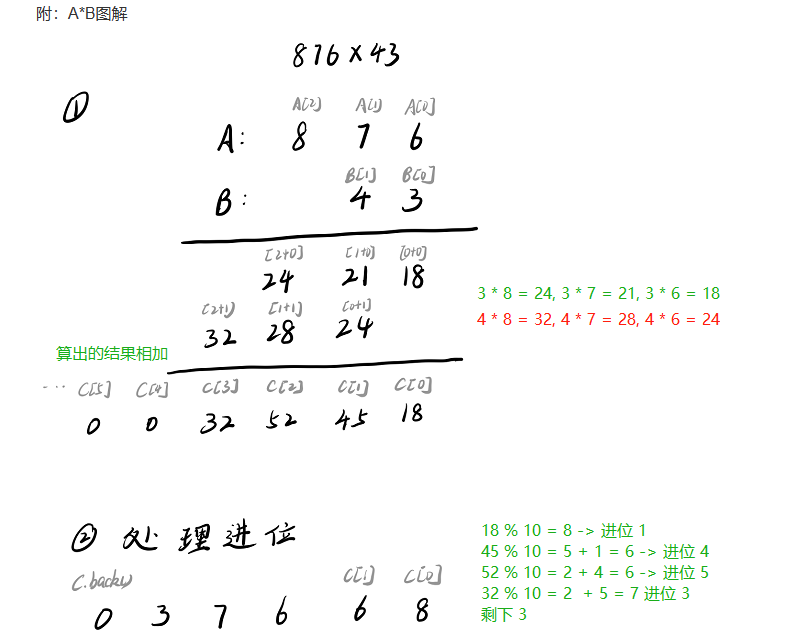 附：A*B图解
876×43
①
A[2] A[1] A[0]
A: 8 7 6
B[1] B[0]
B: 4 3
[2+0] [1+0] [0+0]
24 21 18
3 * 8 = 24, 3 * 7 = 21, 3 * 6 = 18
[2+1] [1+1] [0+1]
32 28 24
4 * 8 = 32, 4 * 7 = 28, 4 * 6 = 24
算出的结果相加
... C[5] C[4] C[3] C[2] C[1] C[0]
0 0 32 52 45 18
② 处理进位
18 % 10 = 8 -> 进位 1
45 % 10 = 5 + 1 = 6 -> 进位 4
52 % 10 = 2 + 4 = 6 -> 进位 5
32 % 10 = 2 + 5 = 7 进位 3
剩下 3
C.back() C[1] C[0]
0 3 7 6 6 8